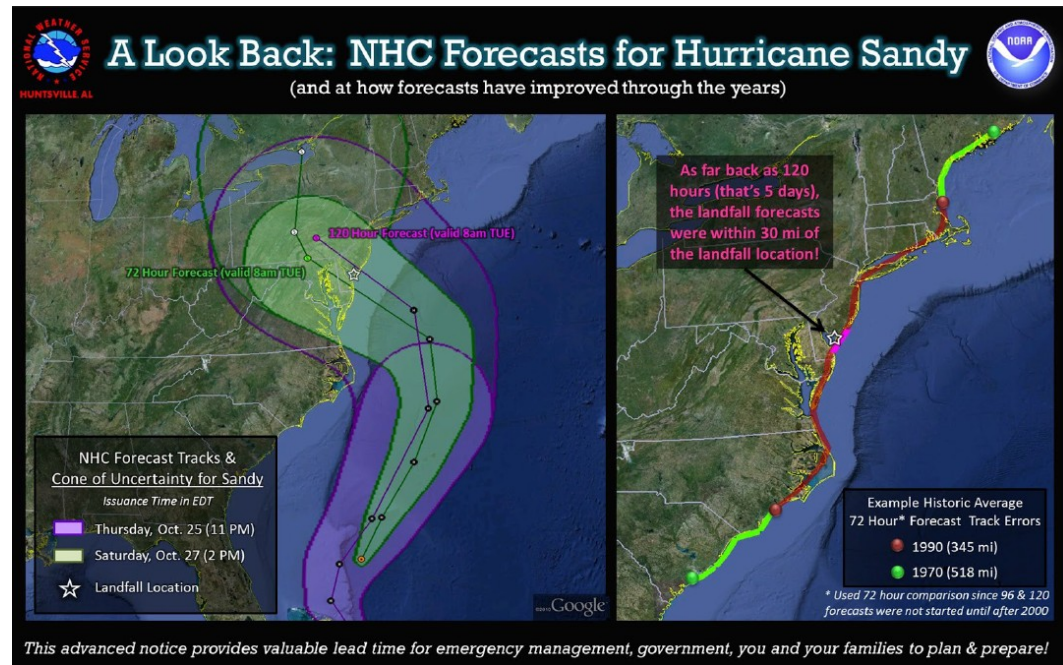 NATIONAL WEATHER SERVICE
HUNTSVILLE, AL
A Look Back: NHC Forecasts for Hurricane Sandy
(and at how forecasts have improved through the years)
NOAA
120 Hour Forecast (valid 8am TUE)
72 Hour Forecast (valid 8am TUE)
NHC Forecast Tracks &
Cone of Uncertainty for Sandy
Issuance Time in EDT
Thursday, Oct. 25 (11 PM)
Saturday, Oct. 27 (2 PM)
Landfall Location
Google
As far back as 120
hours (that's 5 days),
the landfall forecasts
were within 30 mi of
the landfall location!
Example Historic Average
72 Hour* Forecast Track Errors
1990 (345 mi)
1970 (518 mi)
* Used 72 hour comparison since 96 & 120
forecasts were not started until after 2000
This advanced notice provides valuable lead time for emergency management, government, you and your families to plan & prepare!